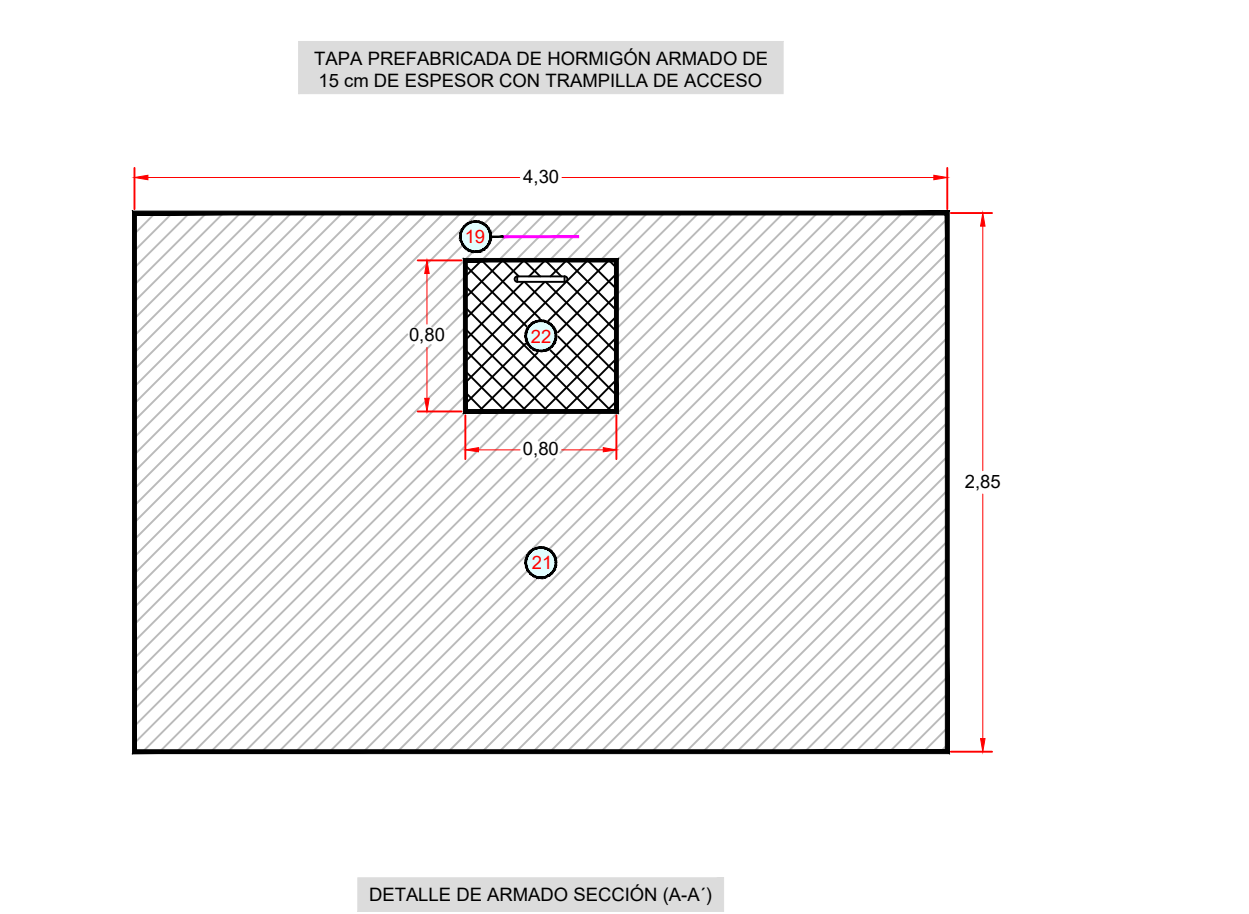 TAPA PREFABRICADA DE HORMIGÓN ARMADO DE
15 cm DE ESPESOR CON TRAMPILLA DE ACCESO
4,30
19
0,80
22
0,80
2,85
21
DETALLE DE ARMADO SECCIÓN (A-A´)